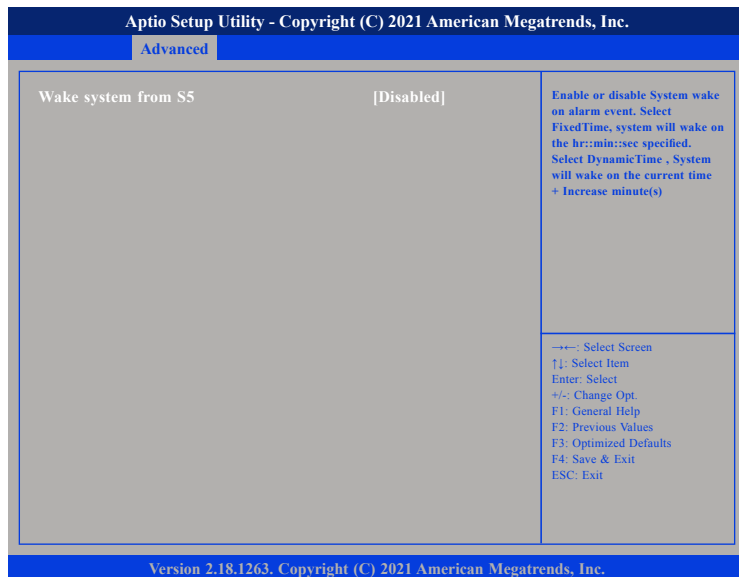 Aptio Setup Utility - Copyright (C) 2021 American Megatrends, Inc.
Advanced
Wake system from S5 [Disabled]
Enable or disable System wake
on alarm event. Select
FixedTime, system will wake on
the hr::min::sec specified.
Select DynamicTime , System
will wake on the current time
+ Increase minute(s)
→←: Select Screen
↑↓: Select Item
Enter: Select
+/-: Change Opt.
F1: General Help
F2: Previous Values
F3: Optimized Defaults
F4: Save & Exit
ESC: Exit
Version 2.18.1263. Copyright (C) 2021 American Megatrends, Inc.